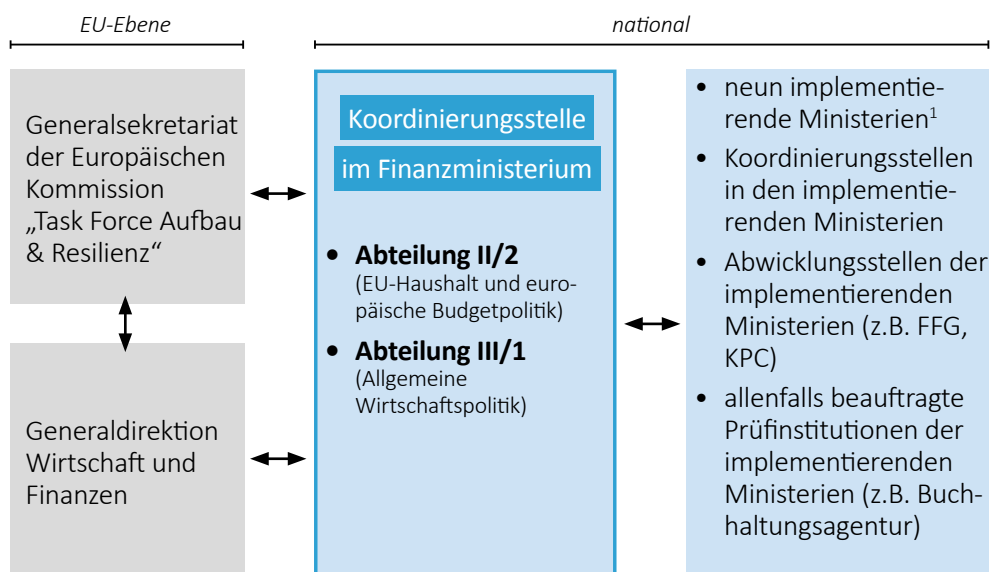 EU-Ebene
national
Generalsekretariat
der Europäischen
Kommission
„Task Force Aufbau
& Resilienz“
Generaldirektion
Wirtschaft und
Finanzen
Koordinierungsstelle
im Finanzministerium
• Abteilung II/2
(EU-Haushalt und euro-
päische Budgetpolitik)
• Abteilung III/1
(Allgemeine
Wirtschaftspolitik)
• neun implementie-
rende Ministerien¹
• Koordinierungsstellen
in den implementie-
renden Ministerien
• Abwicklungsstellen der
implementierenden
Ministerien (z.B. FFG,
KPC)
• allenfalls beauftragte
Prüfinstitutionen der
implementierenden
Ministerien (z.B. Buch-
haltungsagentur)